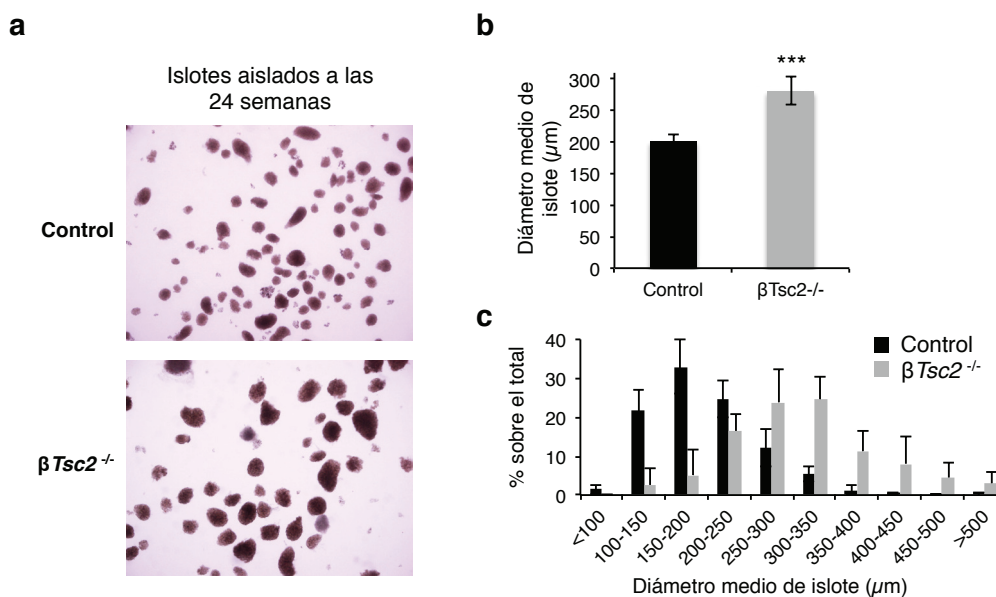 a
Islotes aislados a las
24 semanas
Control
βTsc2 -/-
b
***
Diámetro medio de
islote (µm)
300
250
200
150
100
50
0
Control
βTsc2-/-
c
Control
βTsc2 -/-
% sobre el total
40
30
20
10
0
<100
100-150
150-200
200-250
250-300
300-350
350-400
400-450
450-500
>500
Diámetro medio de islote (µm)